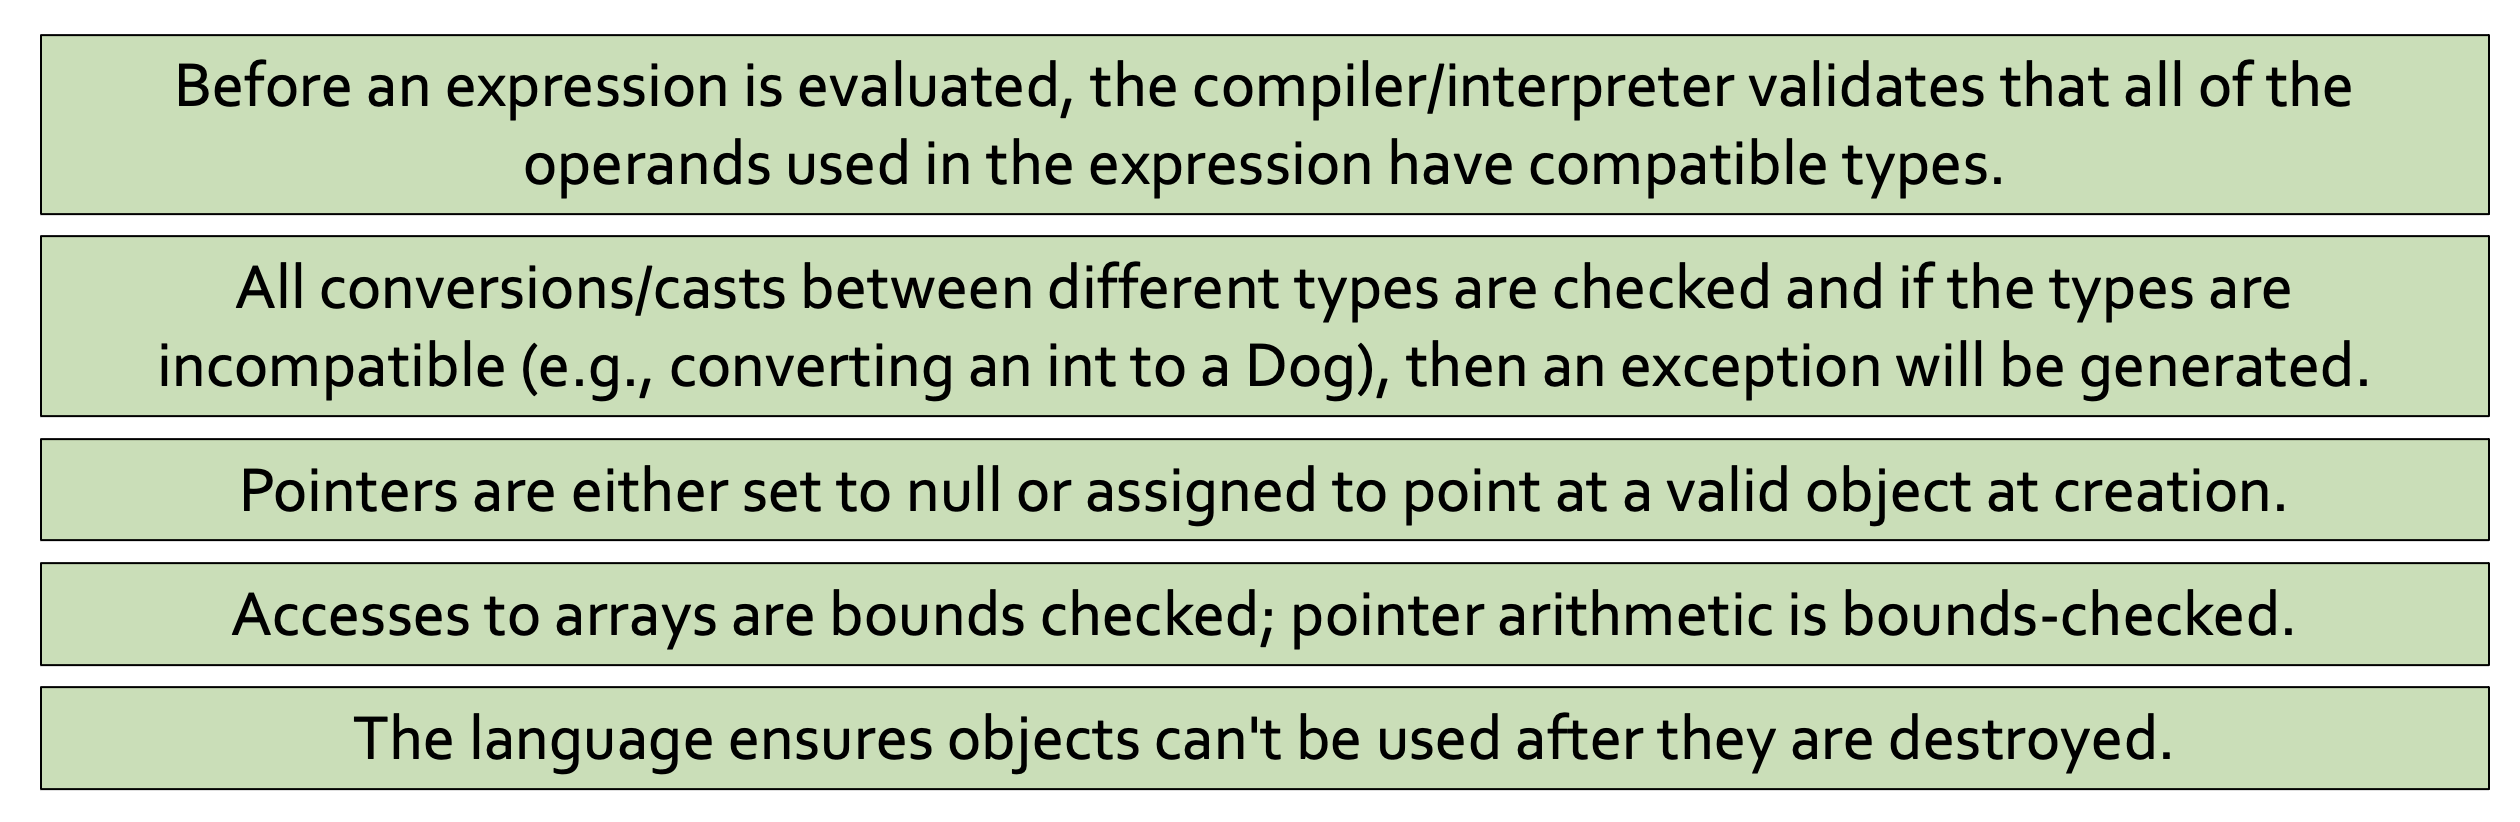 Before an expression is evaluated, the compiler/interpreter validates that all of the
operands used in the expression have compatible types.
All conversions/casts between different types are checked and if the types are
incompatible (e.g., converting an int to a Dog), then an exception will be generated.
Pointers are either set to null or assigned to point at a valid object at creation.
Accesses to arrays are bounds checked; pointer arithmetic is bounds-checked.
The language ensures objects can't be used after they are destroyed.